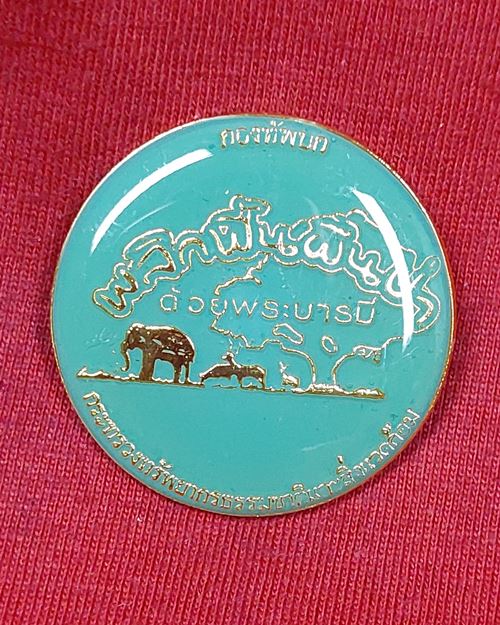 กองทัพบก
พลิกฟื้นผืนป่า
ด้วยพระบารมี
กระทรวงทรัพยากรธรรมชาติและสิ่งแวดล้อม